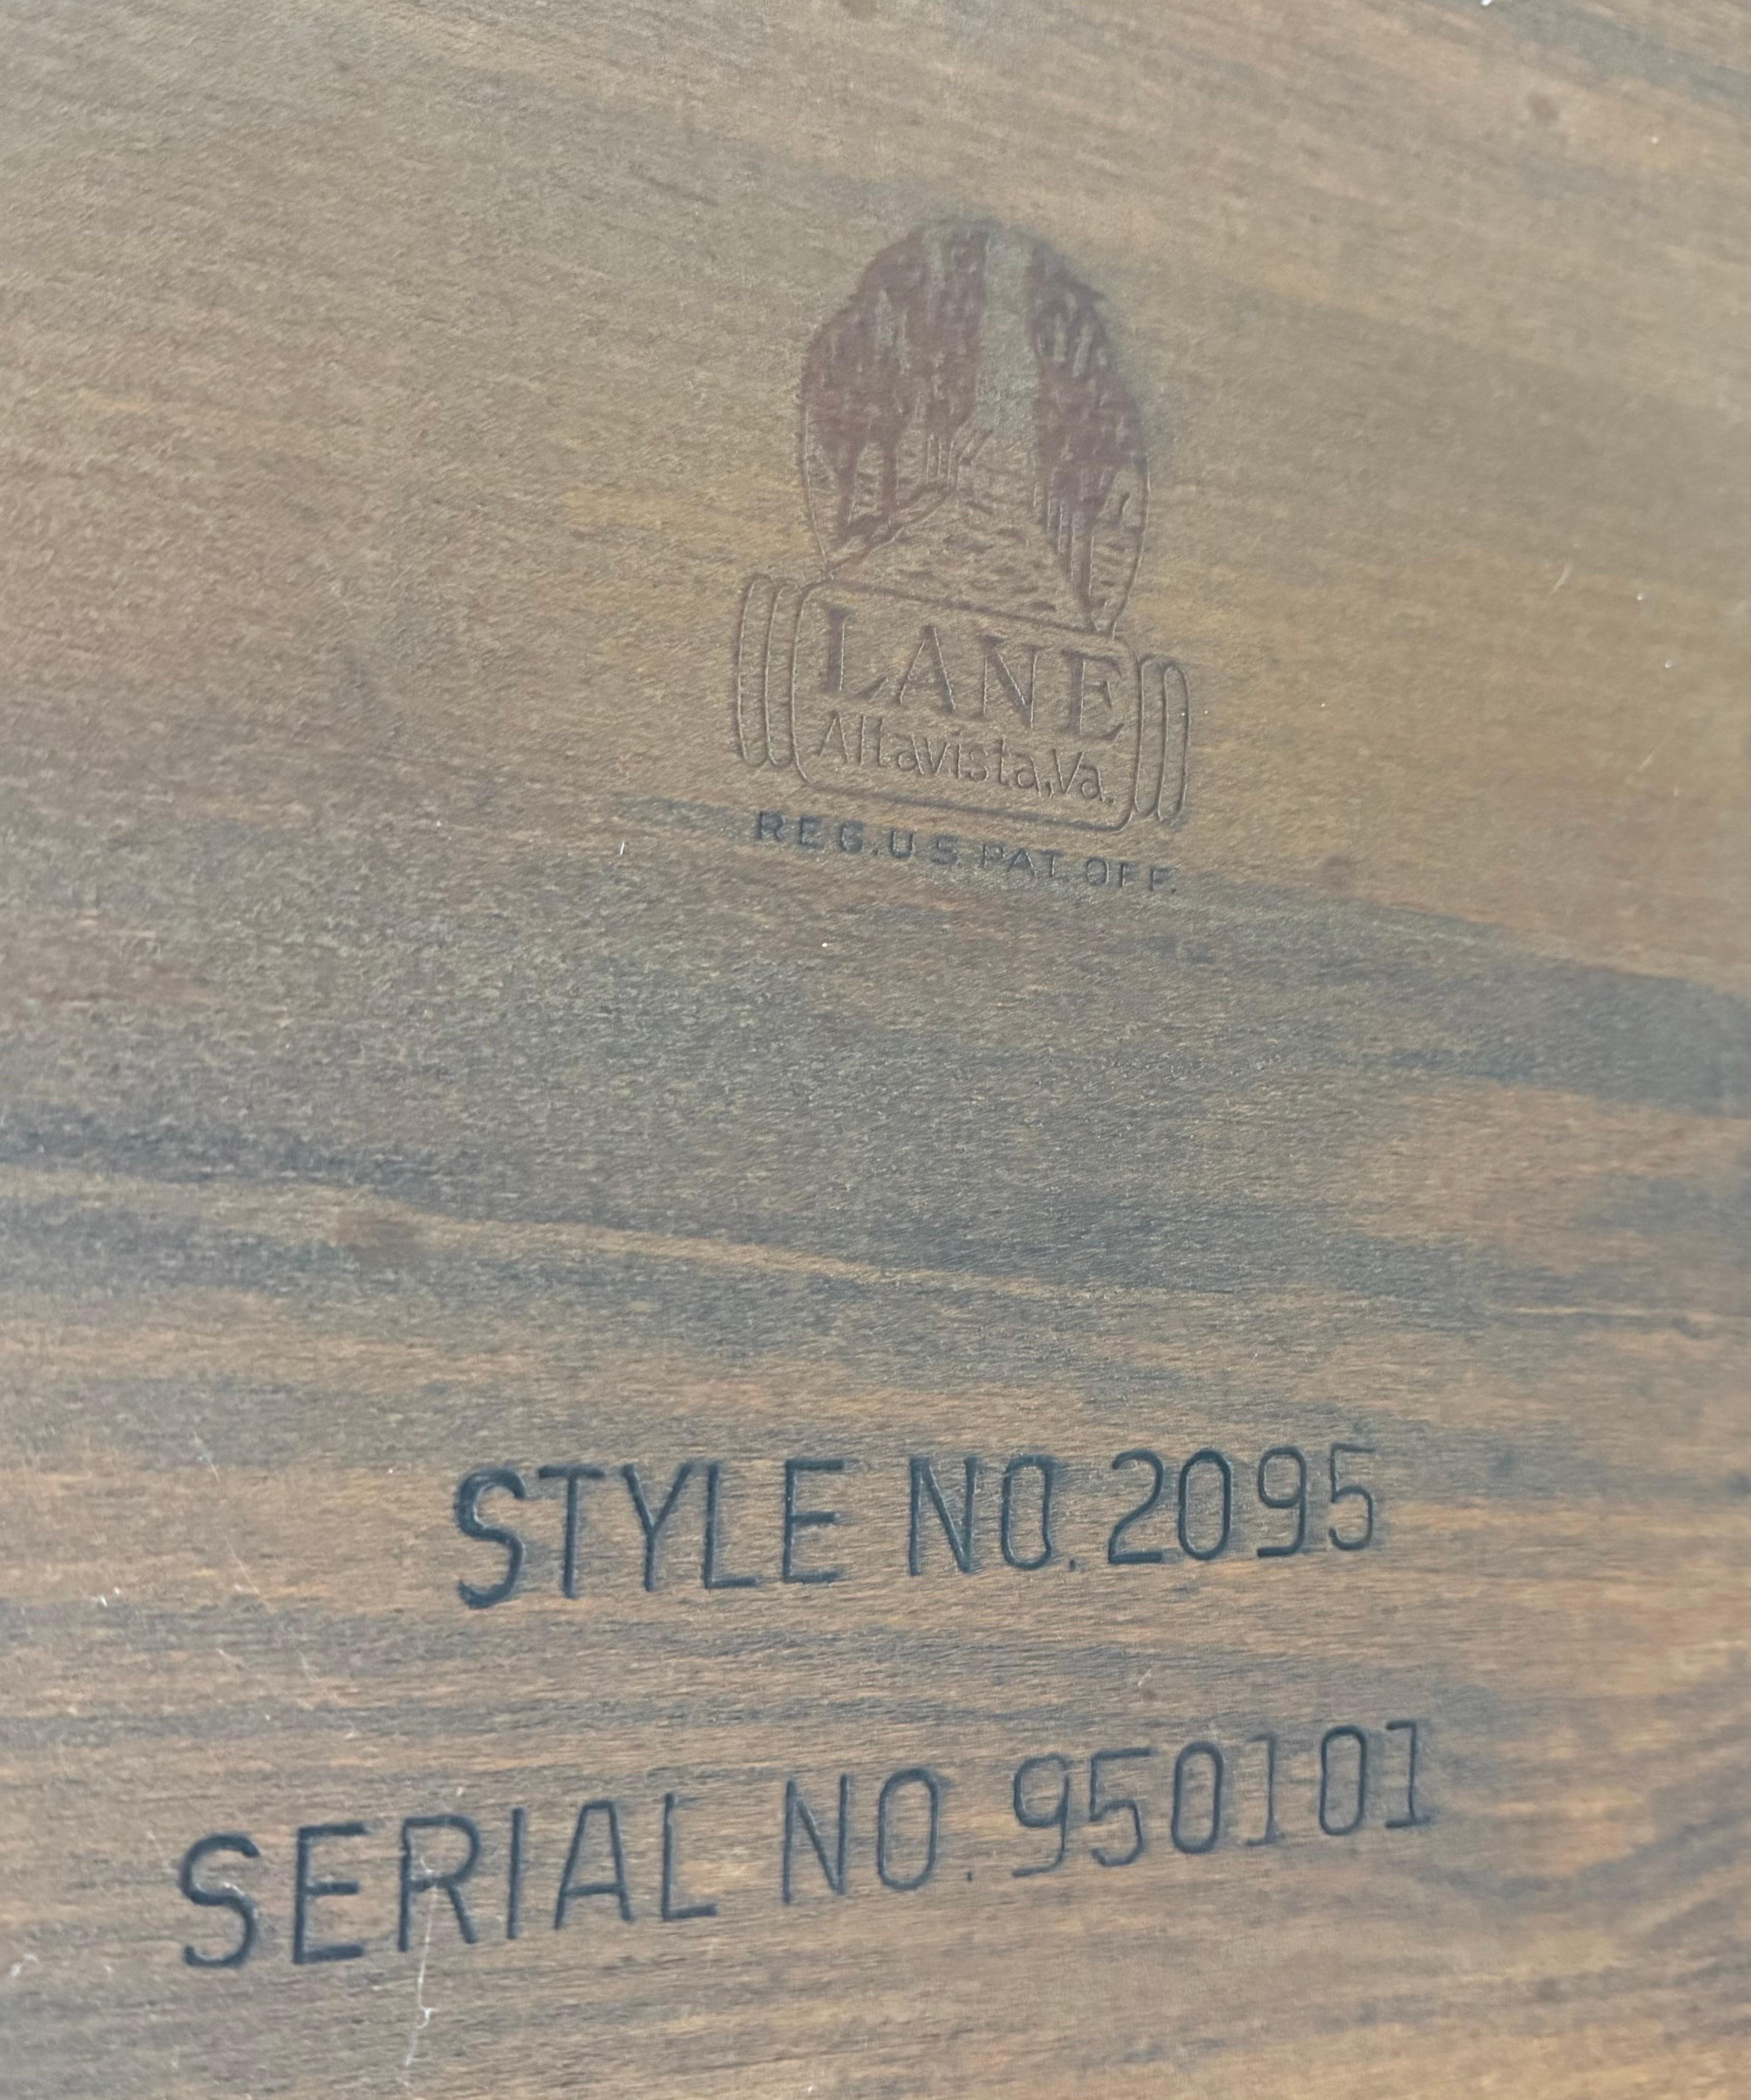 LANE
Altavista, Va.
REG. U.S. PAT. OFF.
STYLE NO. 2095
SERIAL NO. 950101